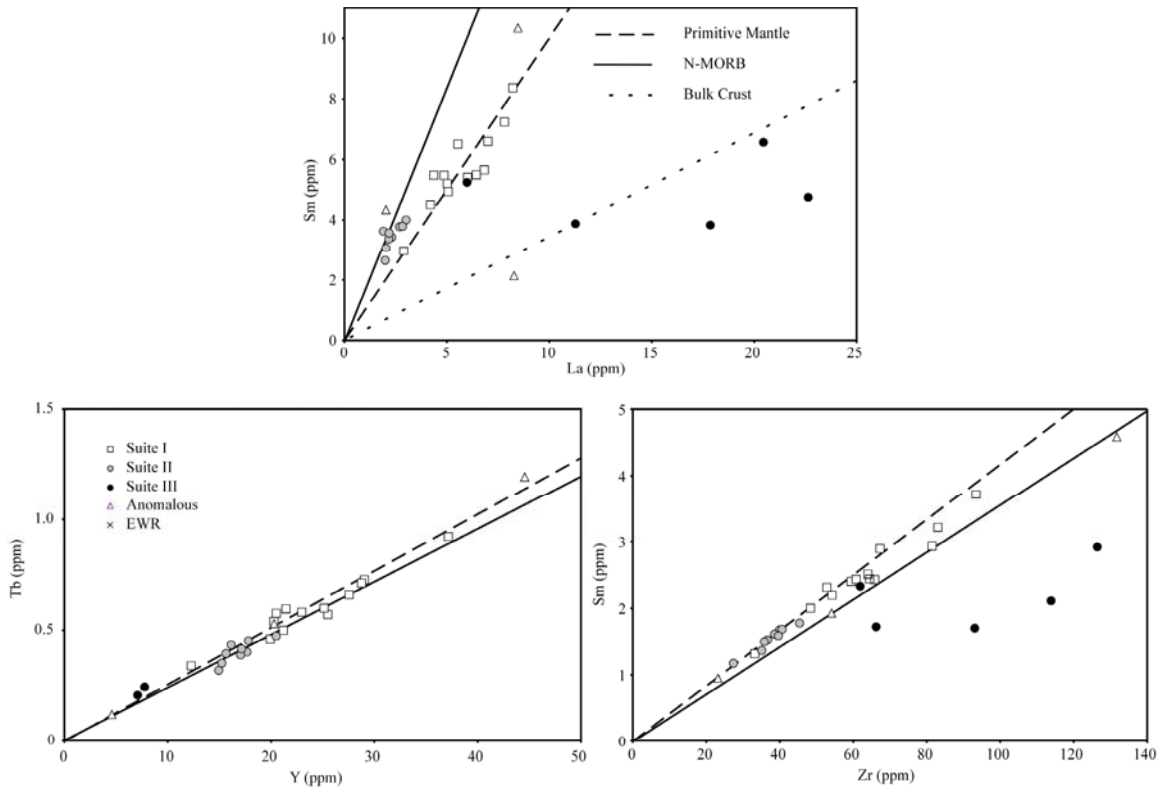 10
8
6
4
2
0
Sm (ppm)
Primitive Mantle
N-MORB
Bulk Crust
0 5 10 15 20 25
La (ppm)
1.5
1.0
0.5
0
Tb (ppm)
Suite I
Suite II
Suite III
Anomalous
EWR
0 10 20 30 40 50
Y (ppm)
5
4
3
2
1
0
Sm (ppm)
0 20 40 60 80 100 120 140
Zr (ppm)